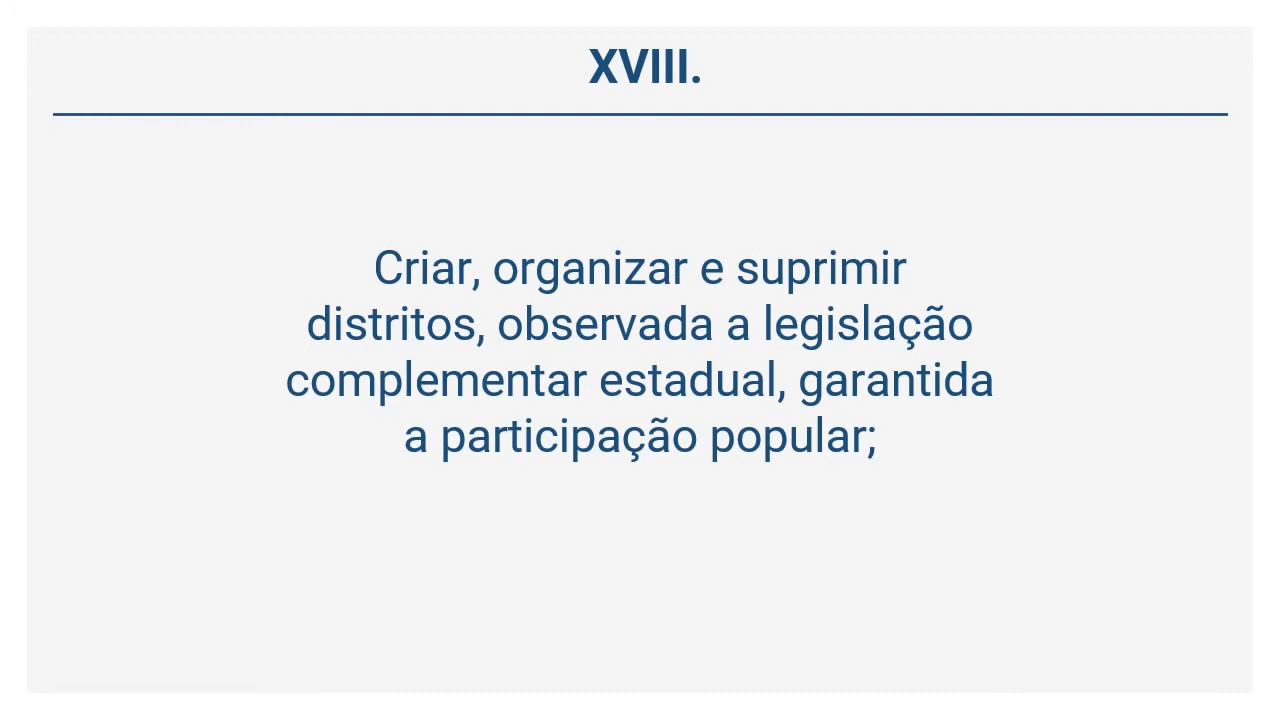 XVIII.
Criar, organizar e suprimir
distritos, observada a legislação
complementar estadual, garantida
a participação popular;